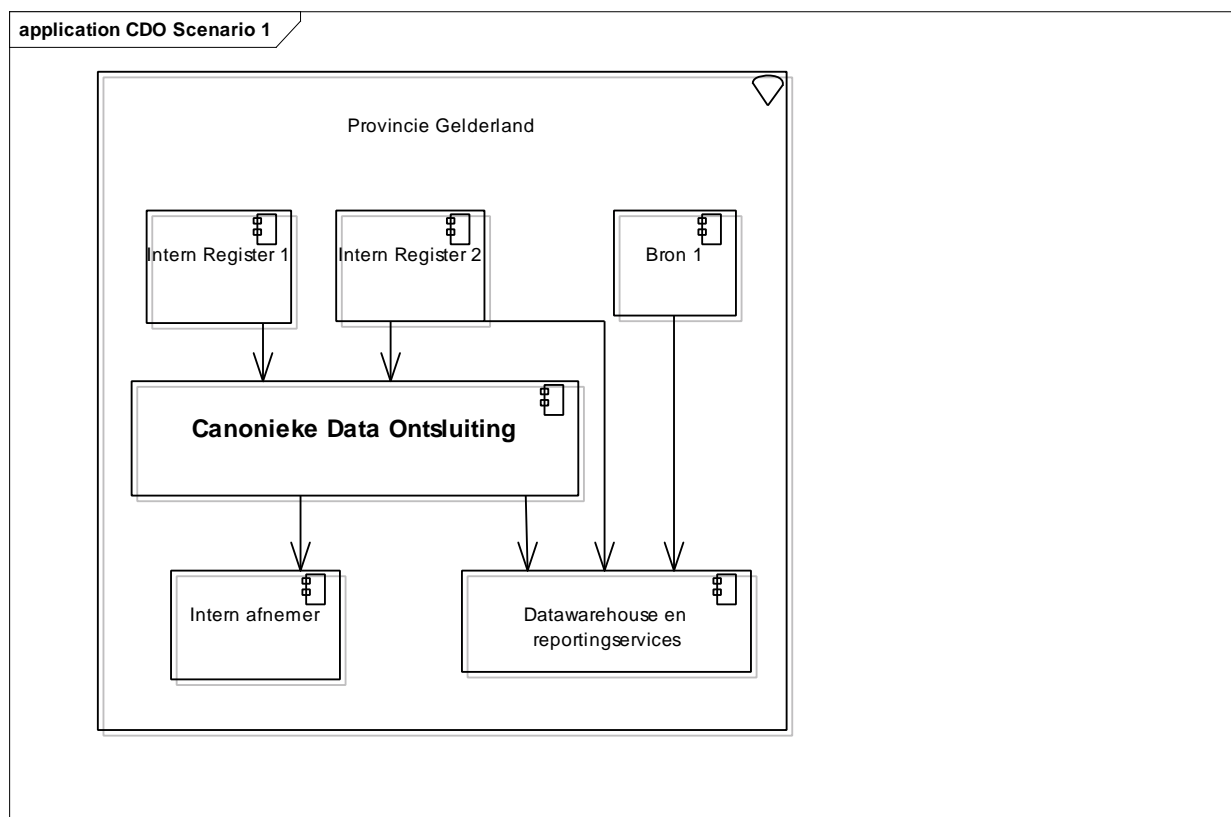 application CDO Scenario 1
Provincie Gelderland
Intern Register 1
Intern Register 2
Bron 1
Canonieke Data Ontsluiting
Intern afnemer
Datawarehouse en
reportingservices